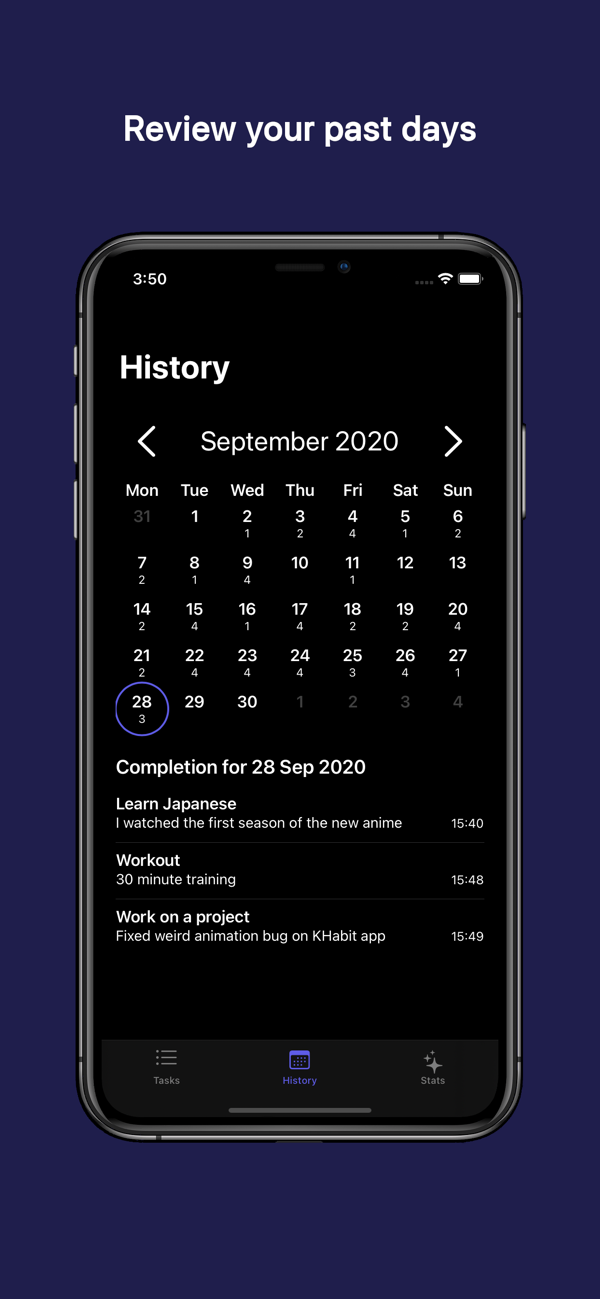 Review your past days
3:50
History
September 2020
Mon Tue Wed Thu Fri Sat Sun
31 1 2 3 4 5 6
1 2 4 1 2
7 8 9 10 11 12 13
2 1 4 1
14 15 16 17 18 19 20
2 4 1 4 2 2 4
21 22 23 24 25 26 27
2 4 4 4 3 4 1
28 29 30 1 2 3 4
3
Completion for 28 Sep 2020
Learn Japanese
I watched the first season of the new anime 15:40
Workout
30 minute training 15:48
Work on a project
Fixed weird animation bug on KHabit app 15:49
Tasks History Stats